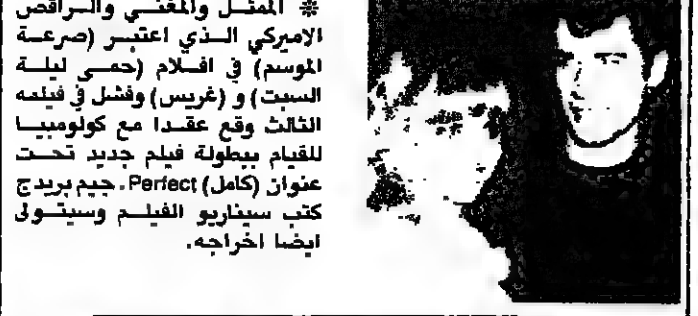 ❊ الممثل والمغني والراقص
الاميركي الذي اعتبر (صرعة
الموسم) في افلام (حمى ليلة
السبت) و (غريس) وفشل في فيلمه
الثالث وقع عقدا مع كولومبيا
للقيام ببطولة فيلم جديد تحت
عنوان (كامل) Perfect. جيم بريدج
كتب سيناريو الفيلم وسيتولى
ايضا اخراجه.